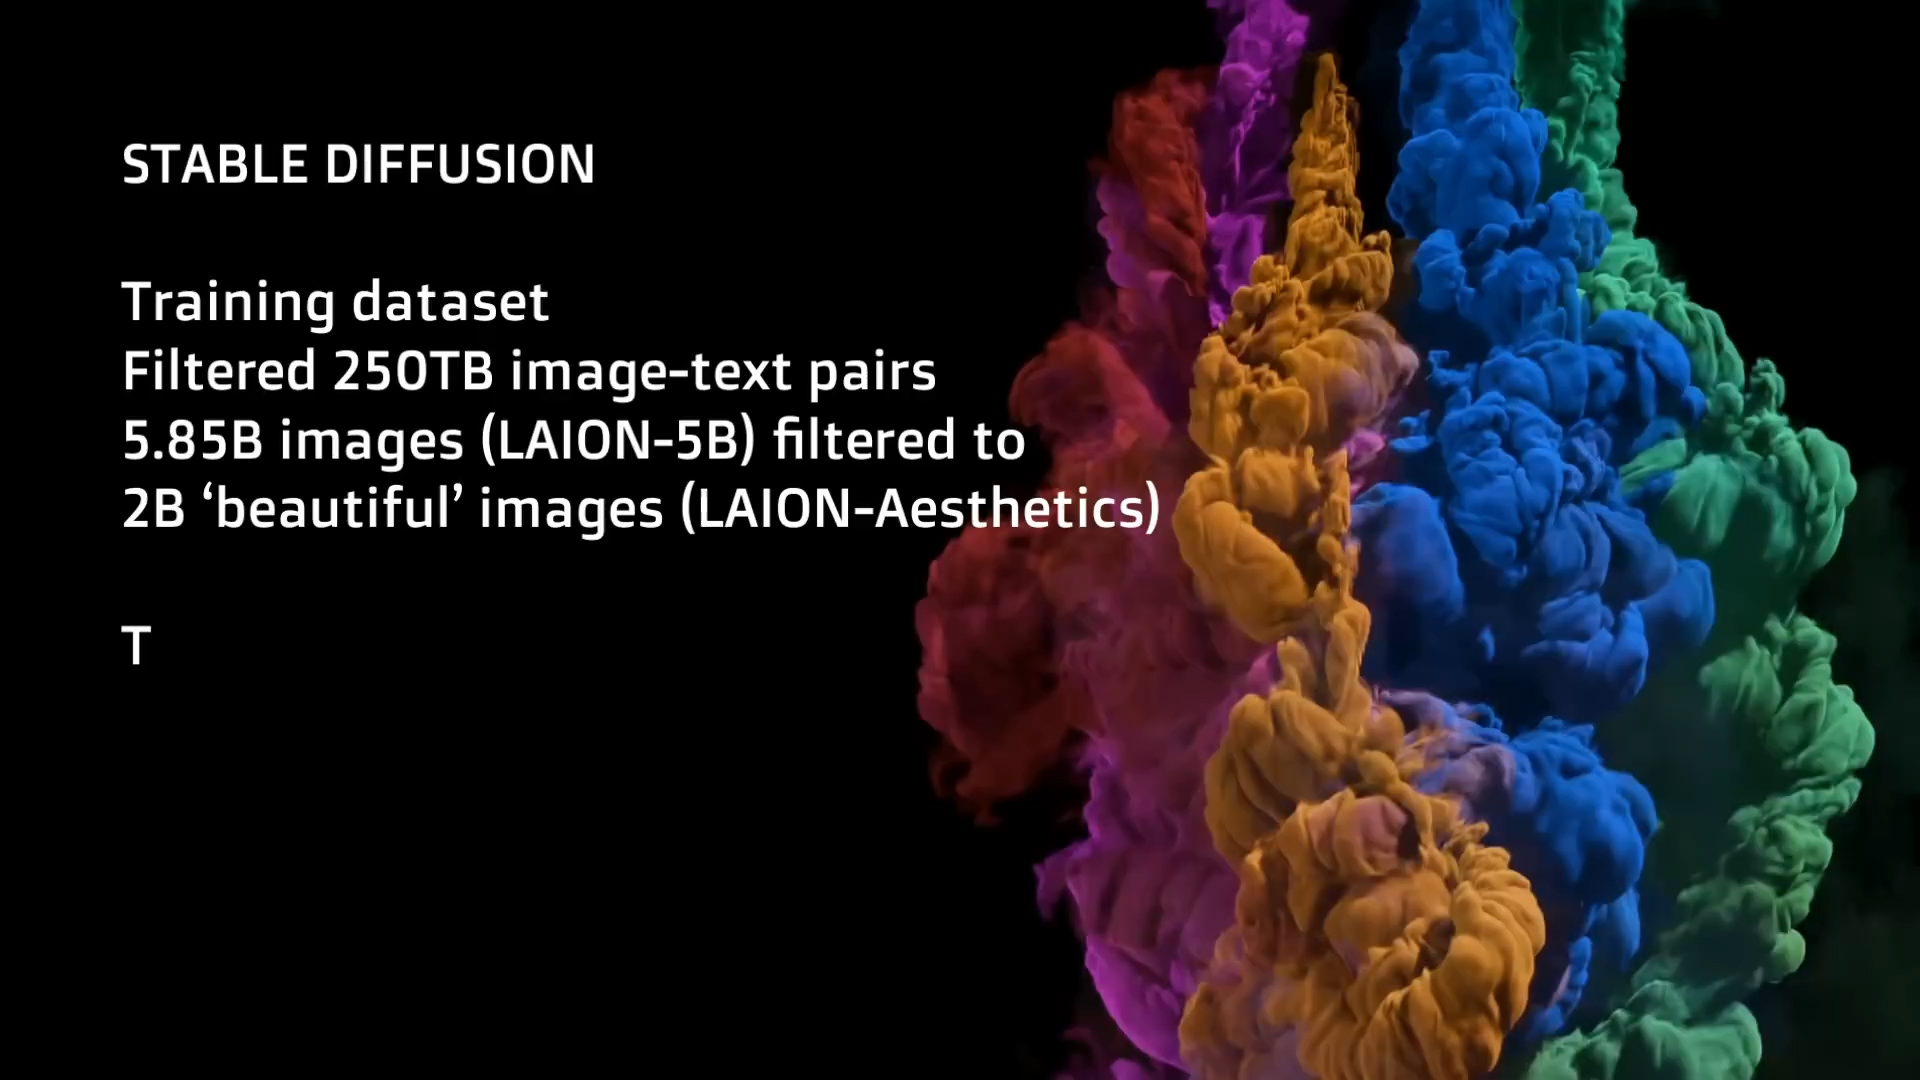 STABLE DIFFUSION
Training dataset
Filtered 250TB image-text pairs
5.85B images (LAION-5B) filtered to
2B ‘beautiful’ images (LAION-Aesthetics)
T